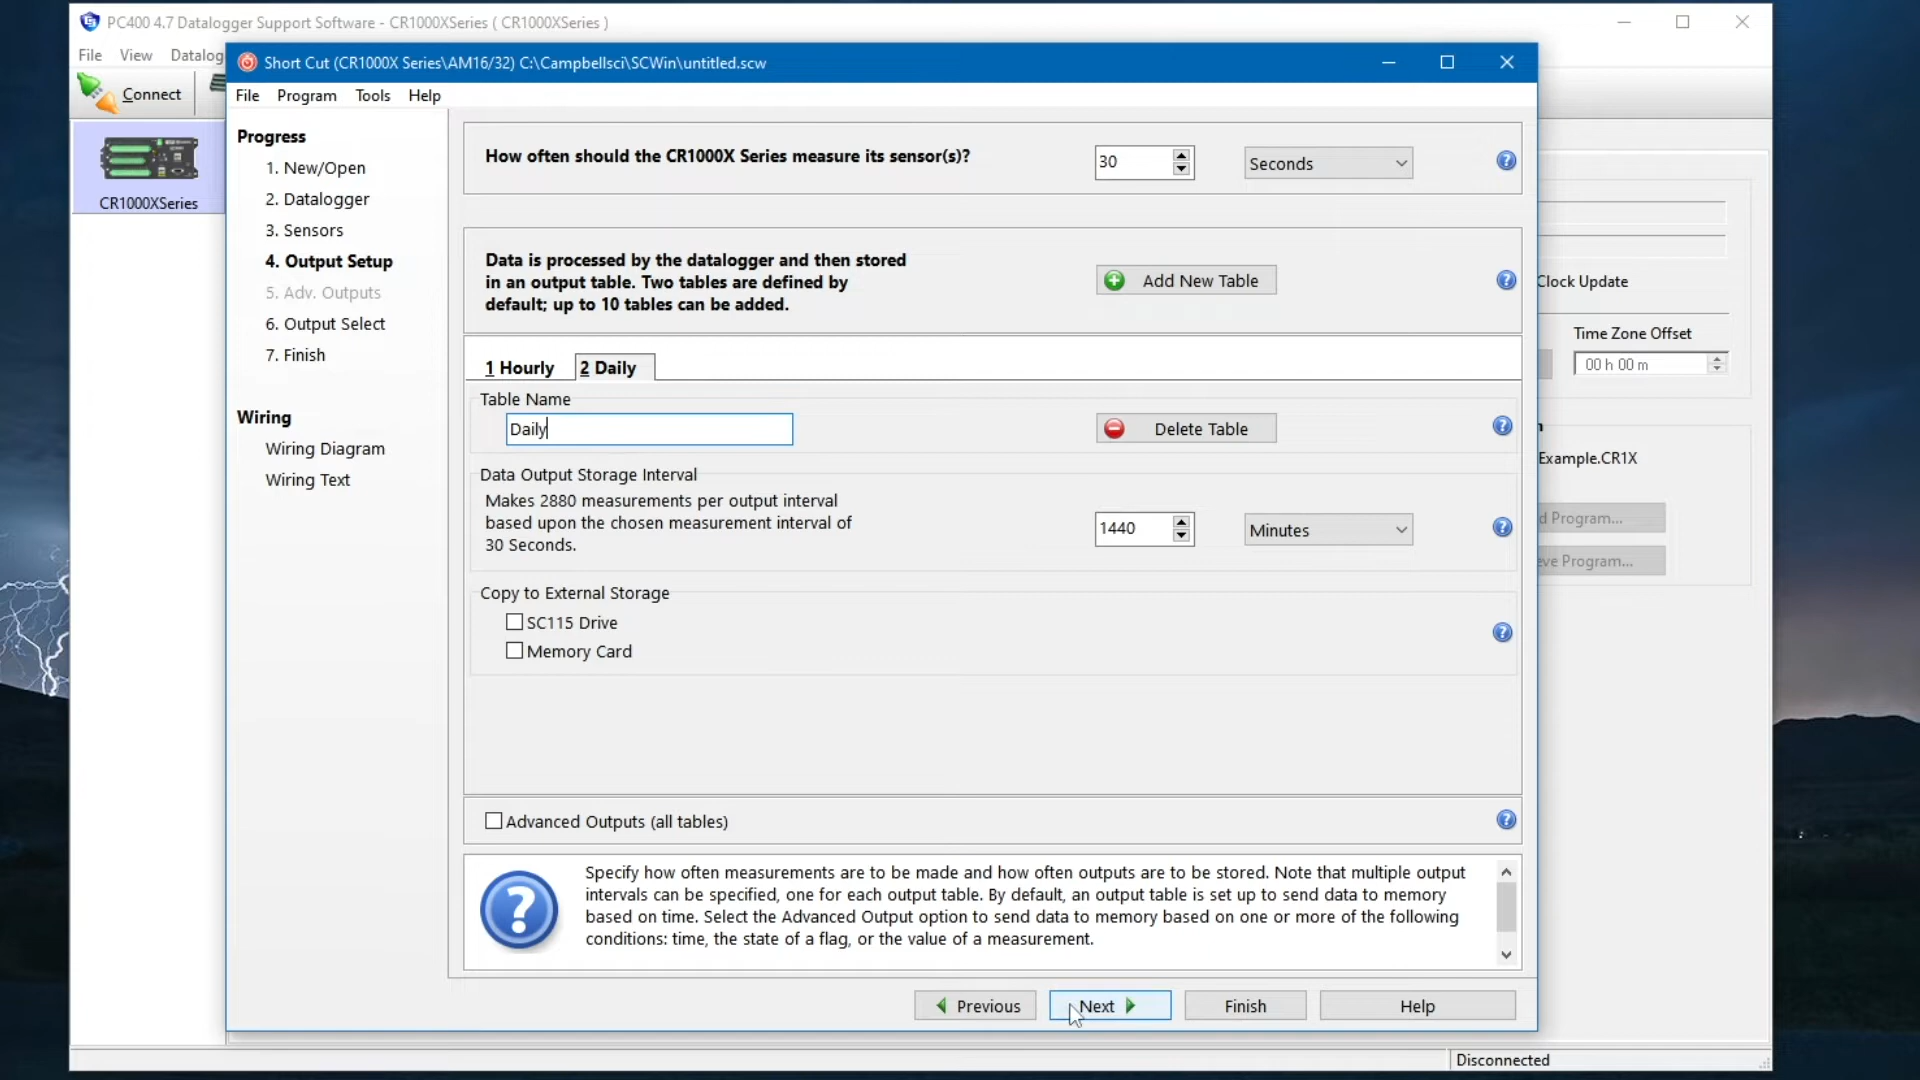 PC400 4.7 Datalogger Support Software - CR1000XSeries ( CR1000XSeries )
File View Datalog
Connect
CR1000XSeries
Short Cut (CR1000X Series\AM16/32) C:\Campbellsci\SCWin\untitled.scw
File Program Tools Help
Progress
1. New/Open
2. Datalogger
3. Sensors
4. Output Setup
5. Adv. Outputs
6. Output Select
7. Finish
Wiring
Wiring Diagram
Wiring Text
How often should the CR1000X Series measure its sensor(s)?
30
Seconds
Data is processed by the datalogger and then stored
in an output table. Two tables are defined by
default; up to 10 tables can be added.
Add New Table
1 Hourly
2 Daily
Table Name
Daily
Delete Table
Data Output Storage Interval
Makes 2880 measurements per output interval
based upon the chosen measurement interval of
30 Seconds.
1440
Minutes
Copy to External Storage
SC115 Drive
Memory Card
Advanced Outputs (all tables)
Specify how often measurements are to be made and how often outputs are to be stored. Note that multiple output
intervals can be specified, one for each output table. By default, an output table is set up to send data to memory
based on time. Select the Advanced Output option to send data to memory based on one or more of the following
conditions: time, the state of a flag, or the value of a measurement.
Previous
Next
Finish
Help
Clock Update
Time Zone Offset
00 h 00 m
Example.CR1X
d Program...
eve Program...
Disconnected